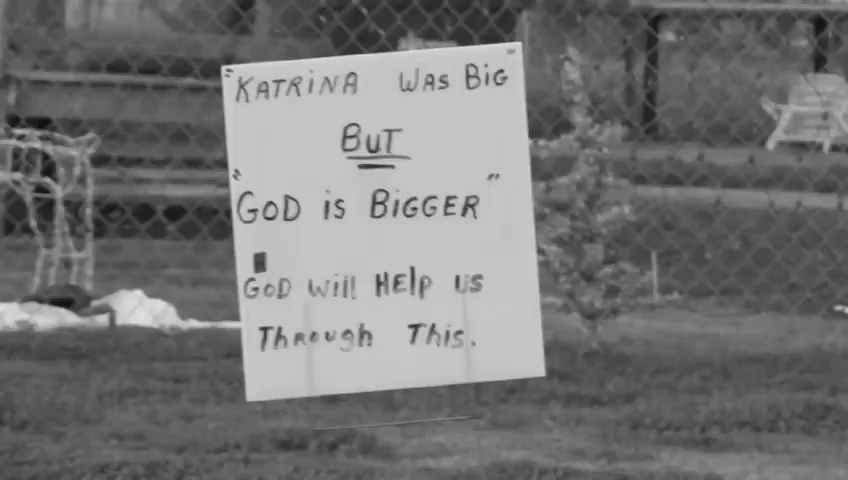 "KATRINA WAS BIG"
BUT
"GOD is BIGGER"
GOD will HElp us
Through This.